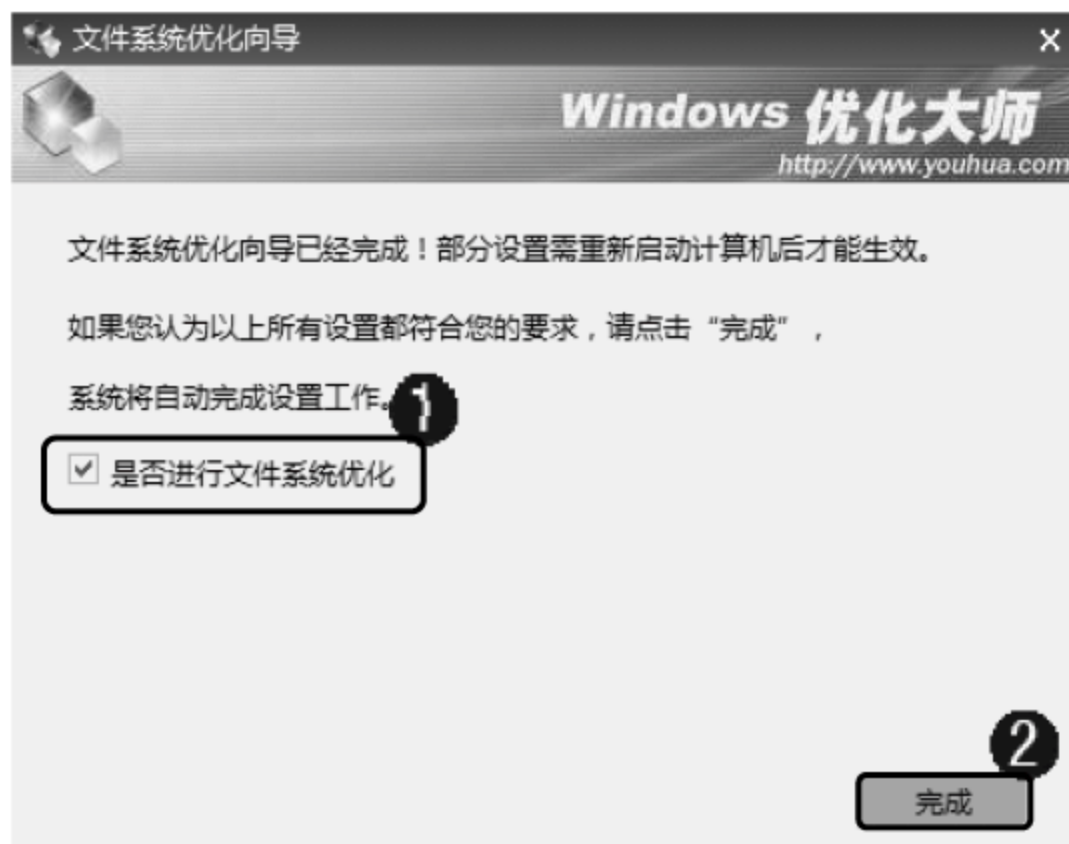 文件系统优化向导
Windows 优化大师
http://www.youhua.com
文件系统优化向导已经完成！部分设置需重新启动计算机后才能生效。
如果您认为以上所有设置都符合您的要求，请点击“完成”，
系统将自动完成设置工作。
1
是否进行文件系统优化
2
完成